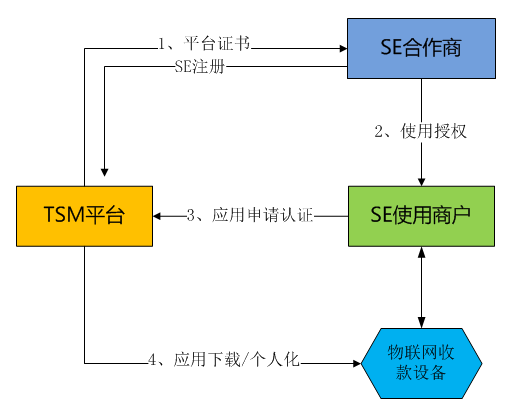 1、平台证书
SE合作商
SE注册
2、使用授权
TSM平台
3、应用申请认证
SE使用商户
4、应用下载/个人化
物联网收
款设备